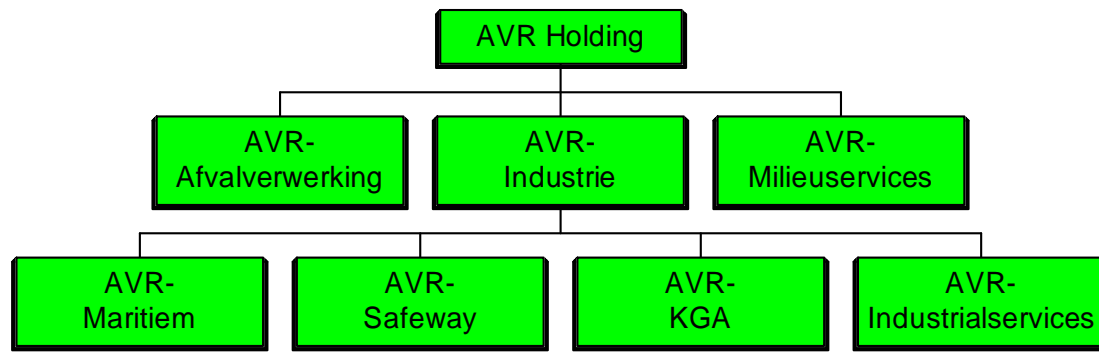 AVR Holding
AVR-
Afvalverwerking
AVR-
Industrie
AVR-
Milieuservices
AVR-
Maritiem
AVR-
Safeway
AVR-
KGA
AVR-
Industrialservices